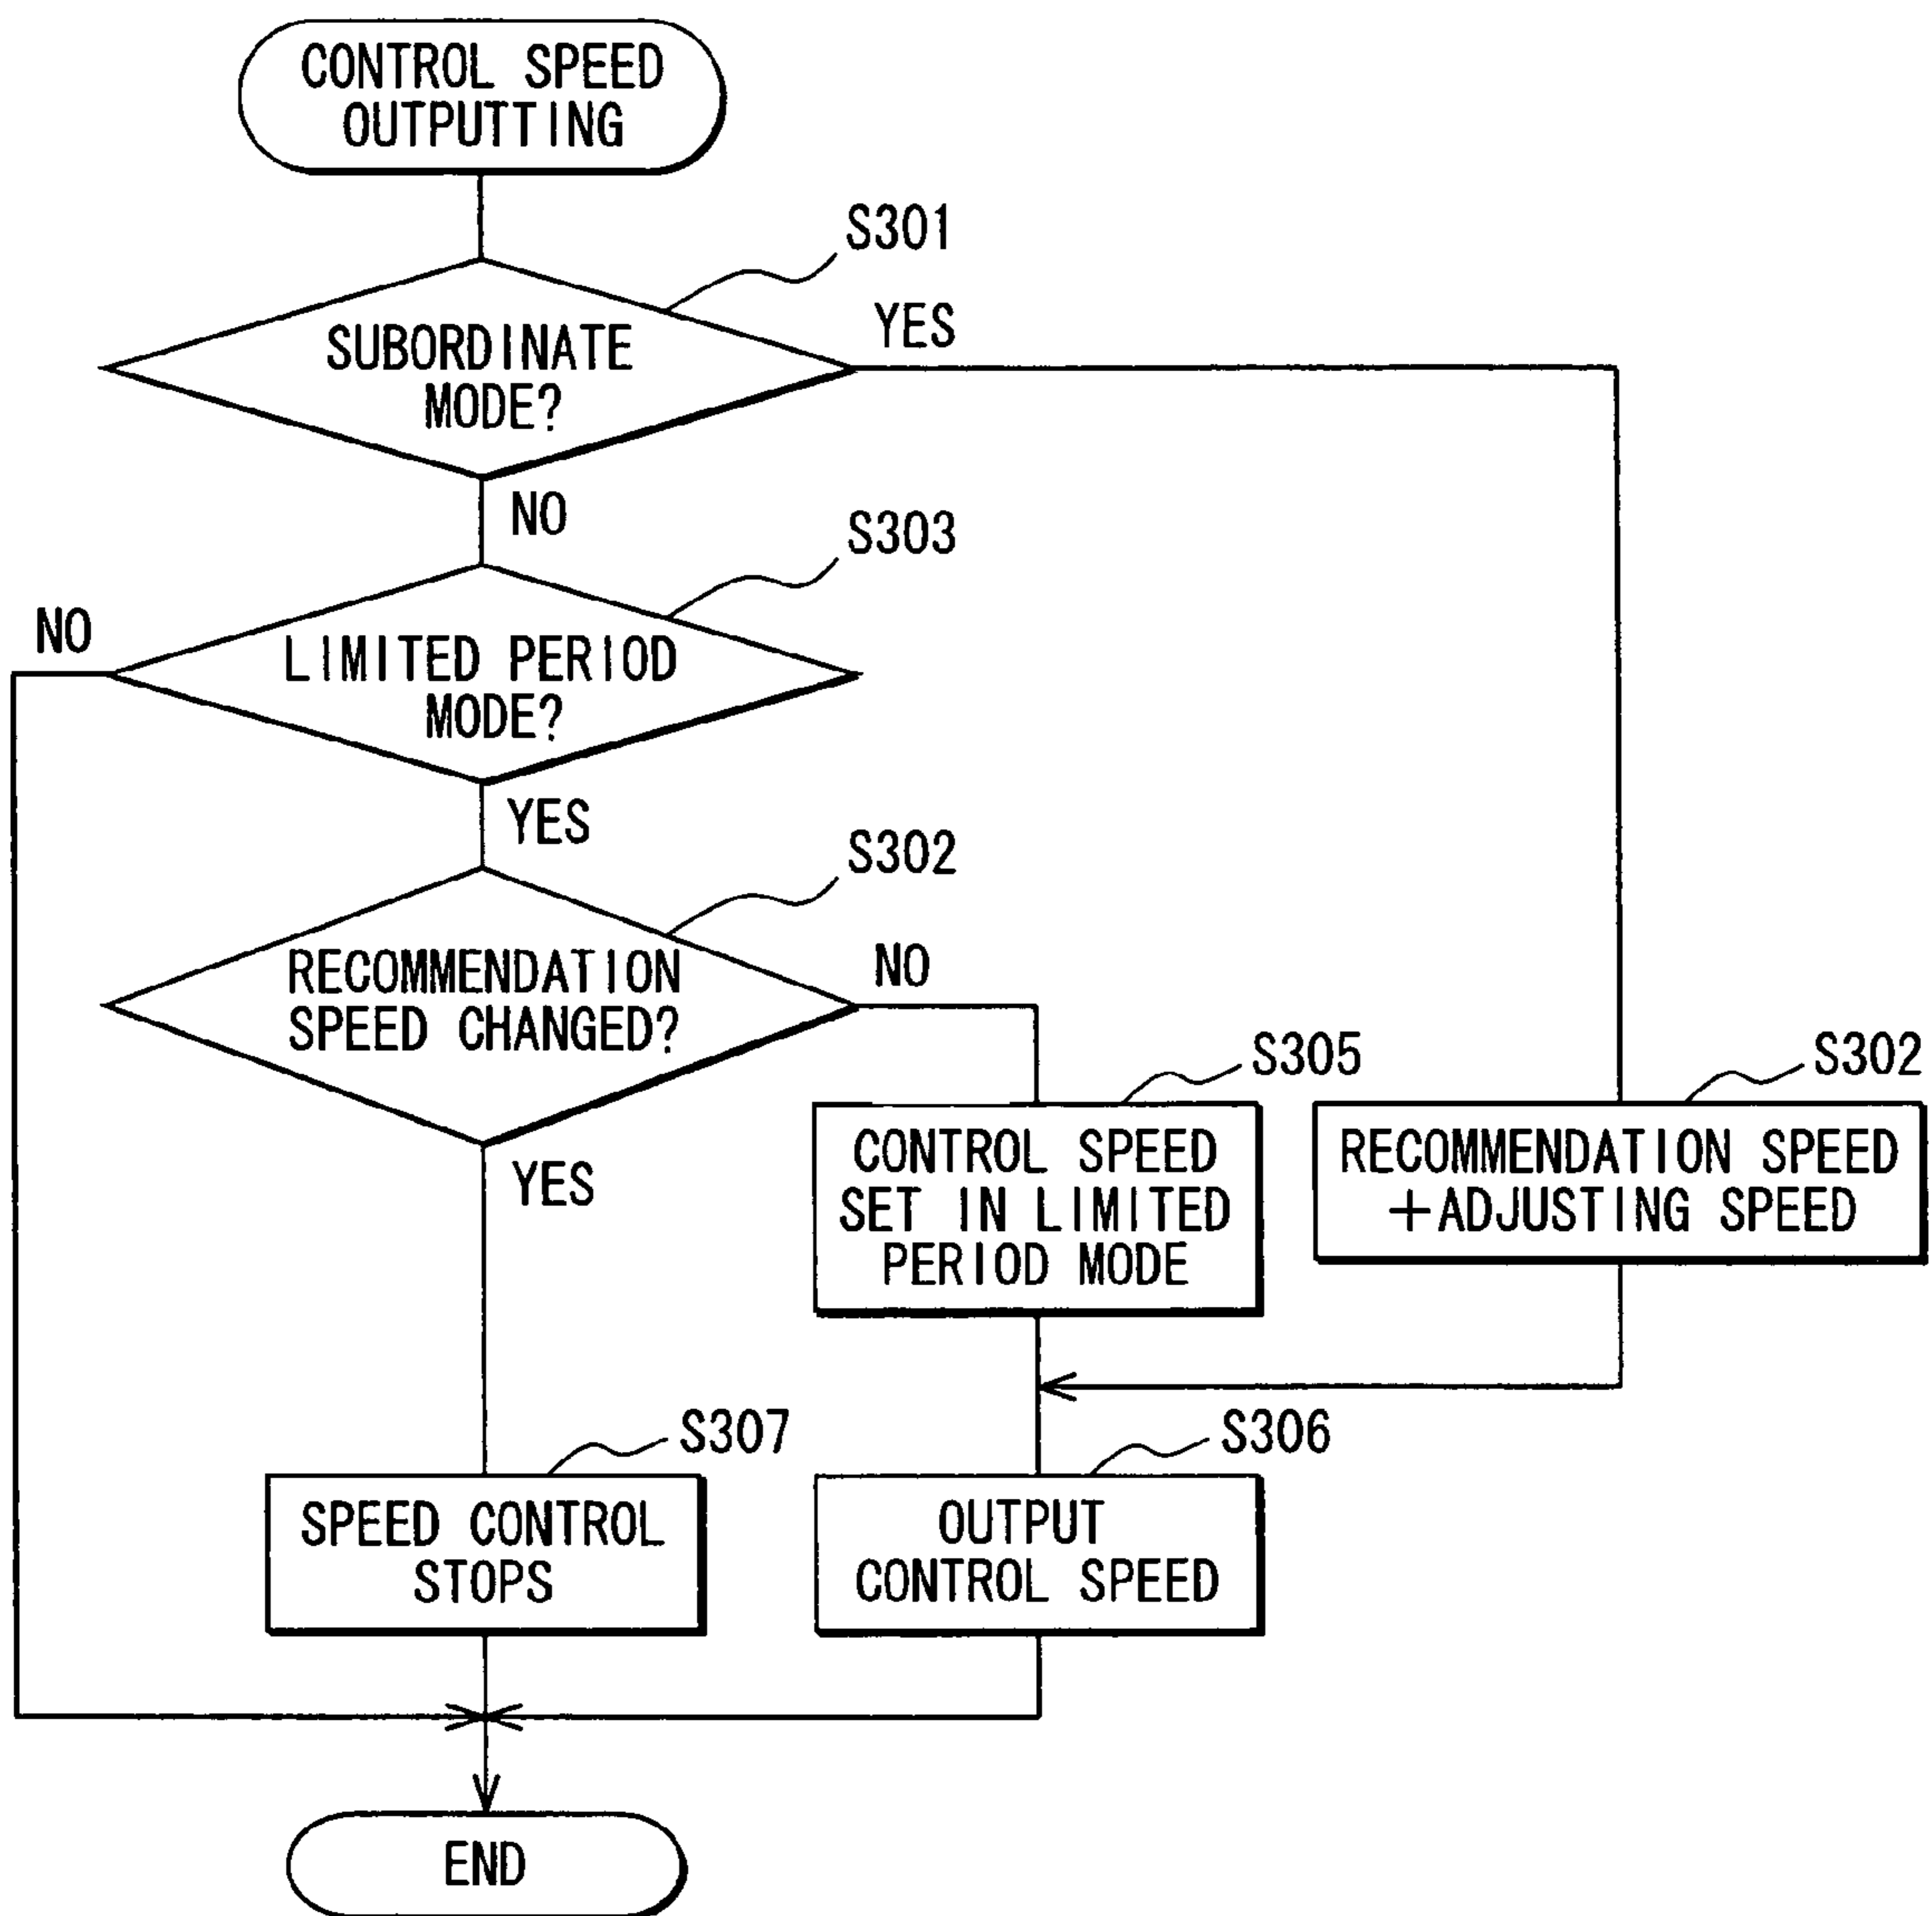 CONTROL SPEED
OUTPUTTING
S301
YES
SUBORDINATE
MODE?
NO
S303
NO
LIMITED PERIOD
MODE?
YES
S302
RECOMMENDATION
SPEED CHANGED?
NO
YES
S305
CONTROL SPEED
SET IN LIMITED
PERIOD MODE
S302
RECOMMENDATION SPEED
+ADJUSTING SPEED
S307
SPEED CONTROL
STOPS
S306
OUTPUT
CONTROL SPEED
END